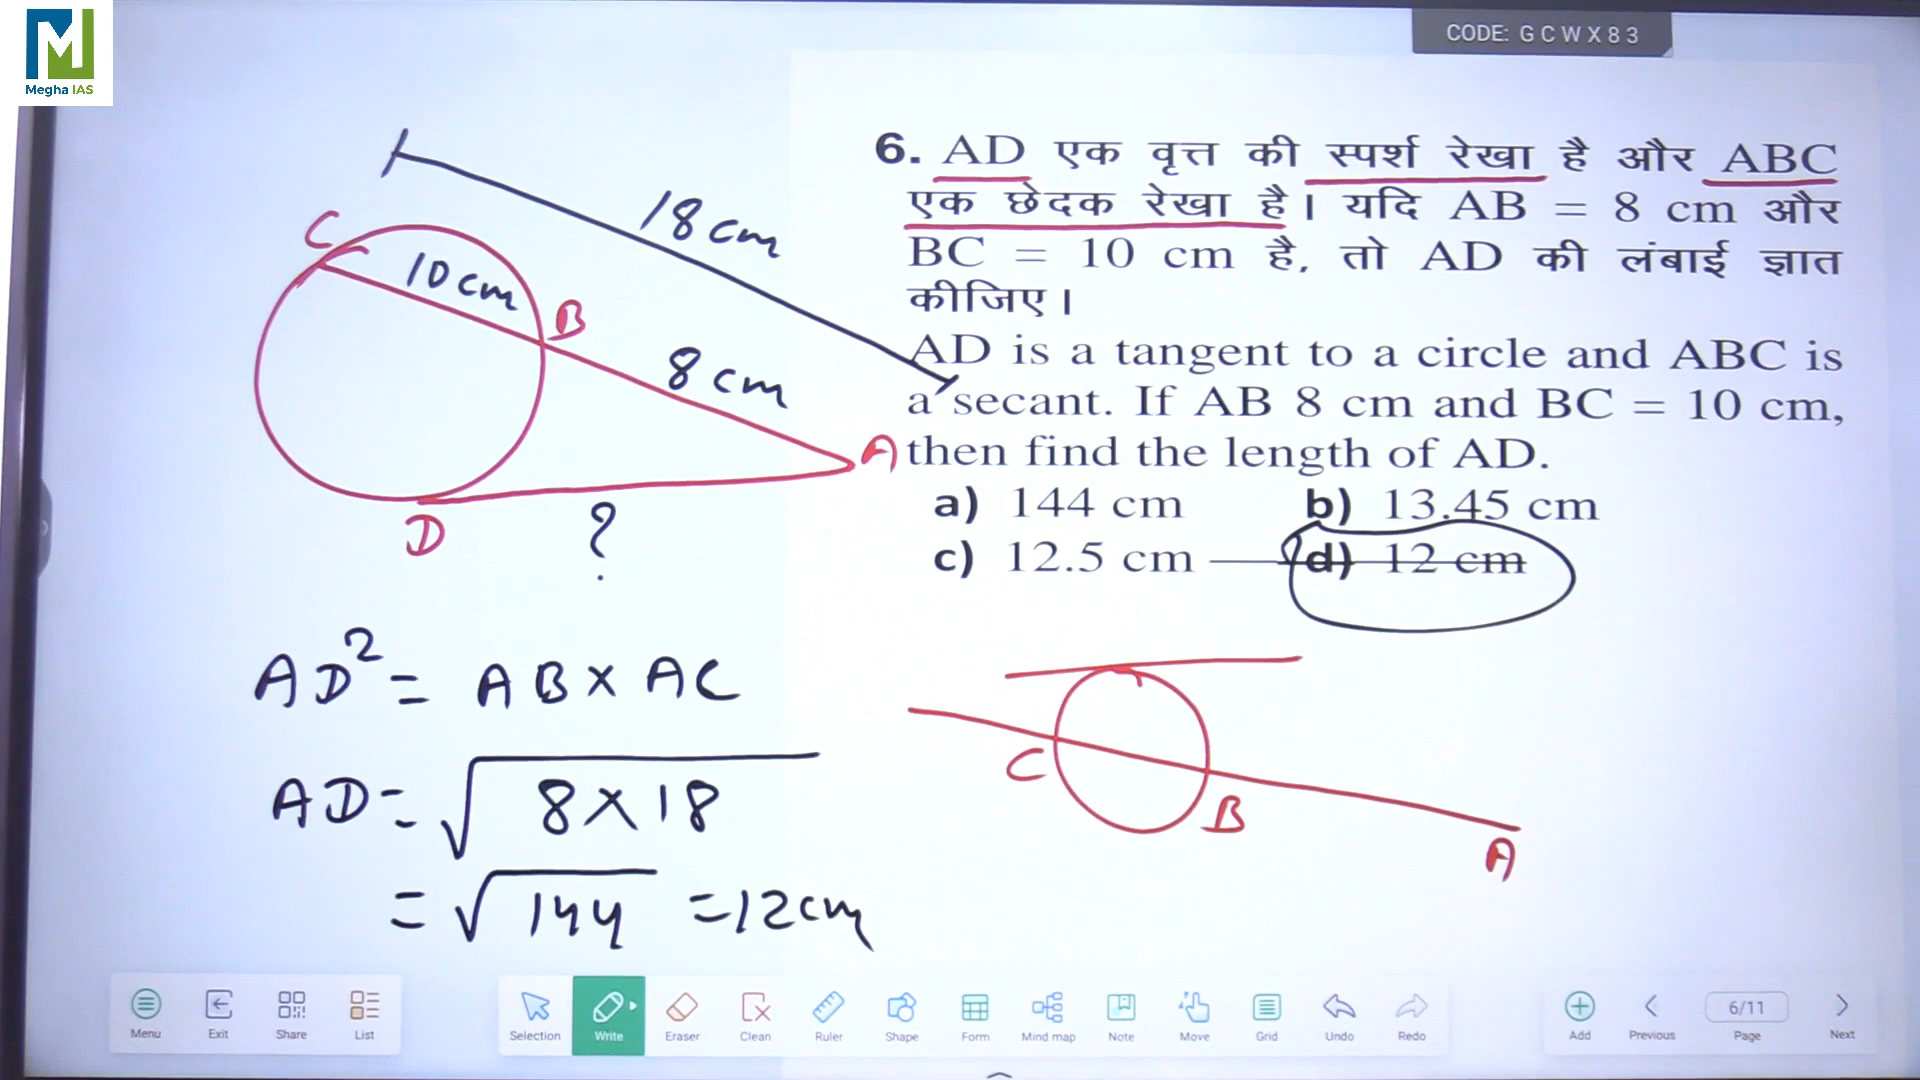 Megha IAS
CODE: G C W X 8 3
6. AD एक वृत्त की स्पर्श रेखा है और ABC
एक छेदक रेखा है। यदि AB = 8 cm और
BC = 10 cm है, तो AD की लंबाई ज्ञात
कीजिए।
AD is a tangent to a circle and ABC is
a secant. If AB 8 cm and BC = 10 cm,
then find the length of AD.
a) 144 cm b) 13.45 cm
c) 12.5 cm d) 12 cm
18 cm
C
10 cm
B
8 cm
A
D
?
AD² = AB × AC
AD = √8×18
= √144 = 12 cm
C
B
A
Menu Exit Share List Selection Write Eraser Clean Ruler Shape Form Mind map Note Move Grid Undo Redo Add Previous 6/11 Page Next